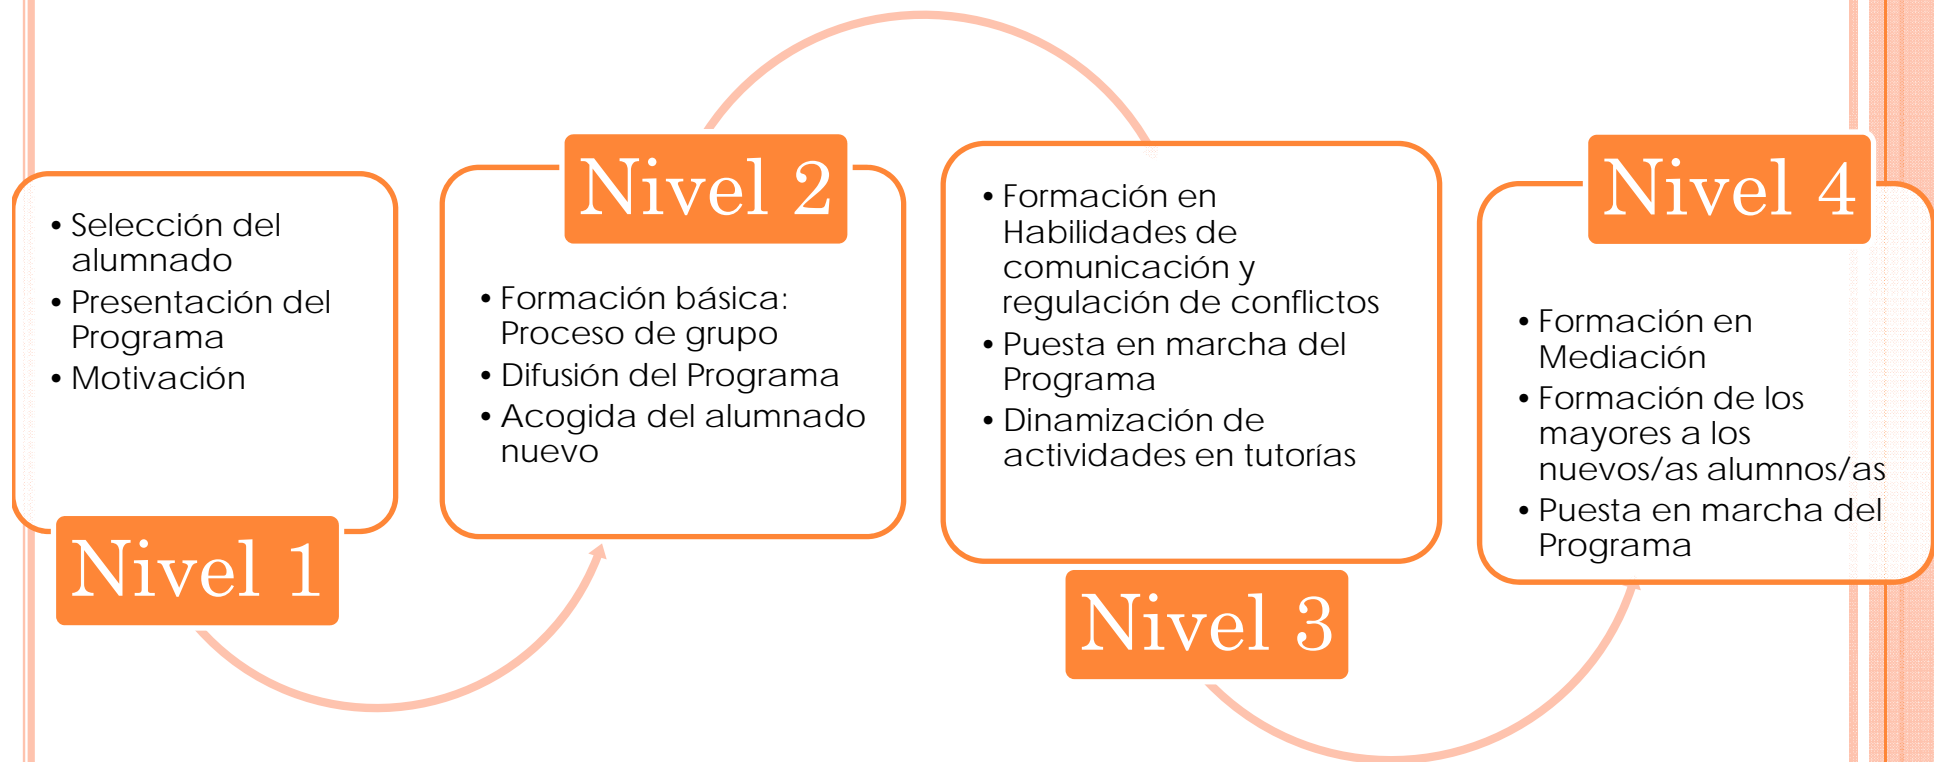 • Selección del
alumnado
• Presentación del
Programa
• Motivación
Nivel 1
Nivel 2
• Formación básica:
Proceso de grupo
• Difusión del Programa
• Acogida del alumnado
nuevo
• Formación en
Habilidades de
comunicación y
regulación de conflictos
• Puesta en marcha del
Programa
• Dinamización de
actividades en tutorías
Nivel 3
Nivel 4
• Formación en
Mediación
• Formación de los
mayores a los
nuevos/as alumnos/as
• Puesta en marcha del
Programa